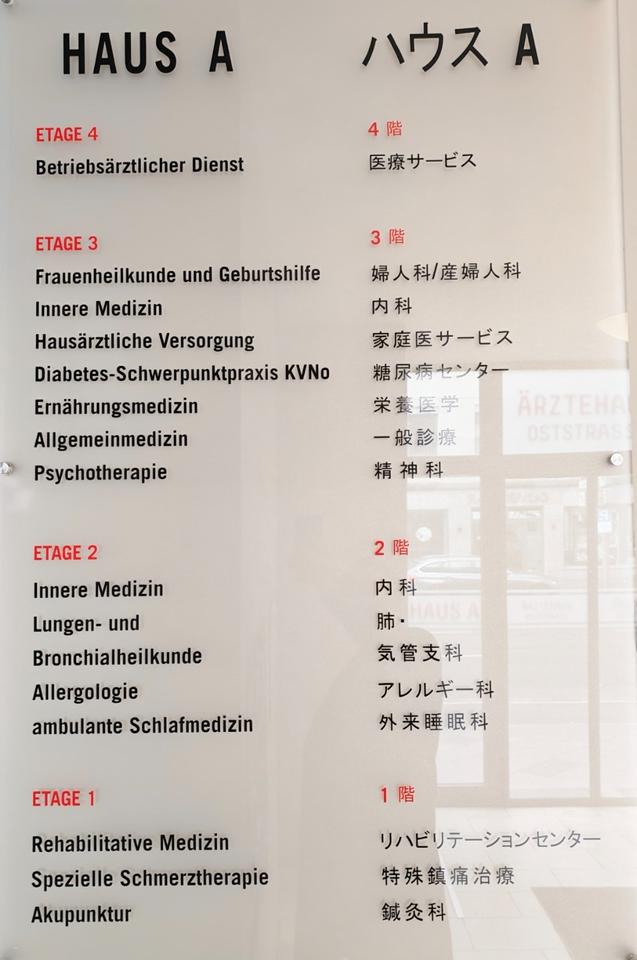 HAUS A ハウス A
ETAGE 4 4 階
Betriebsärztlicher Dienst 医療サービス
ETAGE 3 3 階
Frauenheilkunde und Geburtshilfe 婦人科/産婦人科
Innere Medizin 内科
Hausärztliche Versorgung 家庭医サービス
Diabetes-Schwerpunktpraxis KVNo 糖尿病センター
Ernährungsmedizin 栄養医学
Allgemeinmedizin 一般診療
Psychotherapie 精神科
ETAGE 2 2 階
Innere Medizin 内科
Lungen- und 肺・
Bronchialheilkunde 気管支科
Allergologie アレルギー科
ambulante Schlafmedizin 外来睡眠科
ETAGE 1 1 階
Rehabilitative Medizin リハビリテーションセンター
Spezielle Schmerztherapie 特殊鎮痛治療
Akupunktur 鍼灸科
HAUS A